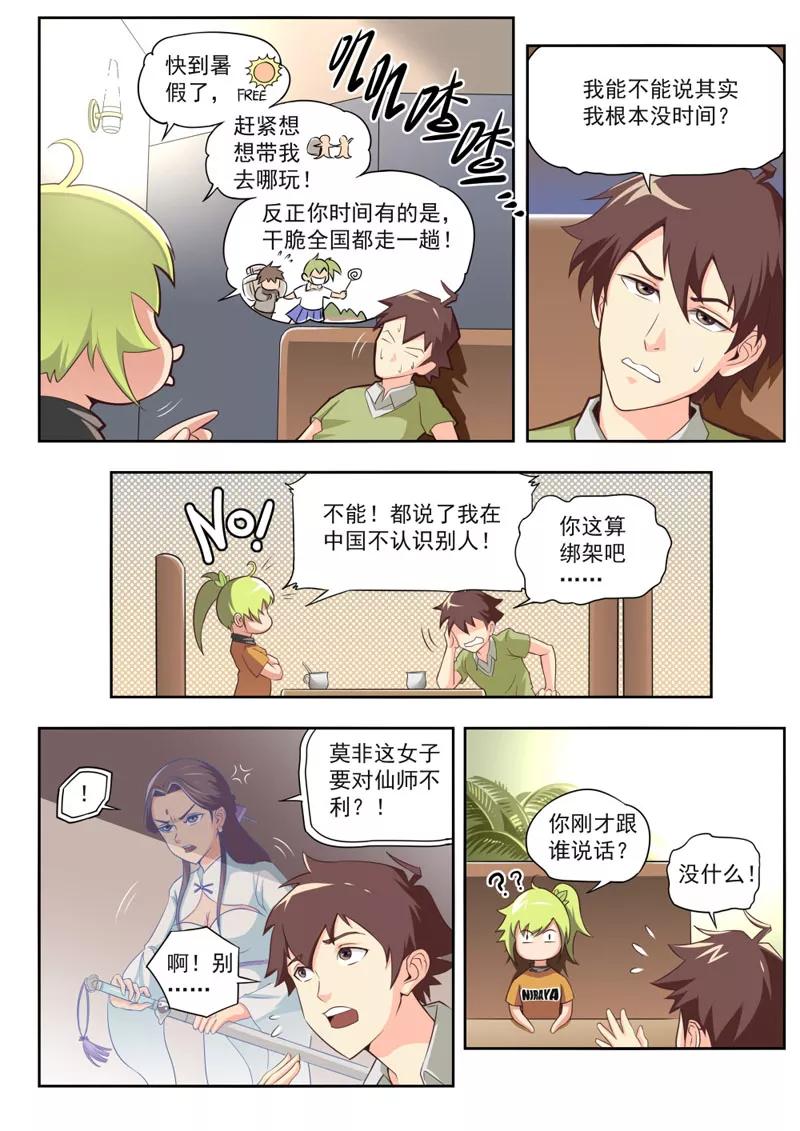 快到暑
假了，
FREE
赶紧想
想带我
去哪玩！
反正你时间有的是，
干脆全国都走一趟！
叽叽喳喳
我能不能说其实
我根本没时间？
No!
不能！都说了我在
中国不认识别人！
你这算
绑架吧
……
！
莫非这女子
要对仙师不
利？！
啊！别
……
你刚才跟
谁说话？
没什么！
??
NIRAYA